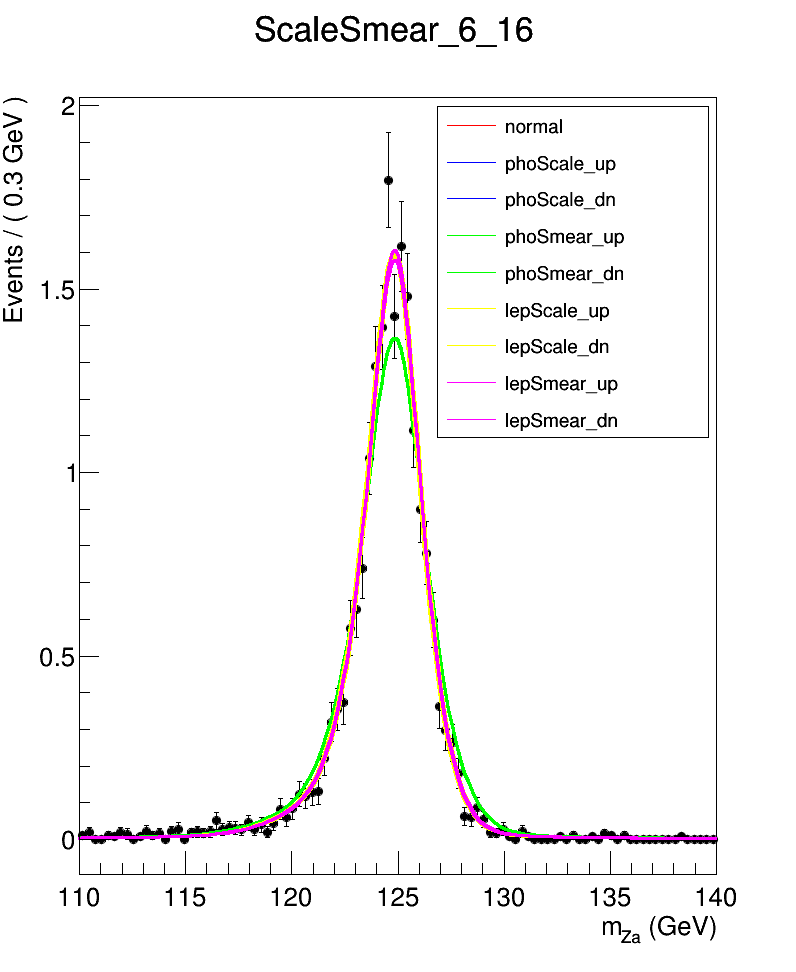 ScaleSmear_6_16
Events / ( 0.3 GeV )
2
1.5
1
0.5
0
normal
phoScale_up
phoScale_dn
phoSmear_up
phoSmear_dn
lepScale_up
lepScale_dn
lepSmear_up
lepSmear_dn
110 115 120 125 130 135 140
m_Za (GeV)